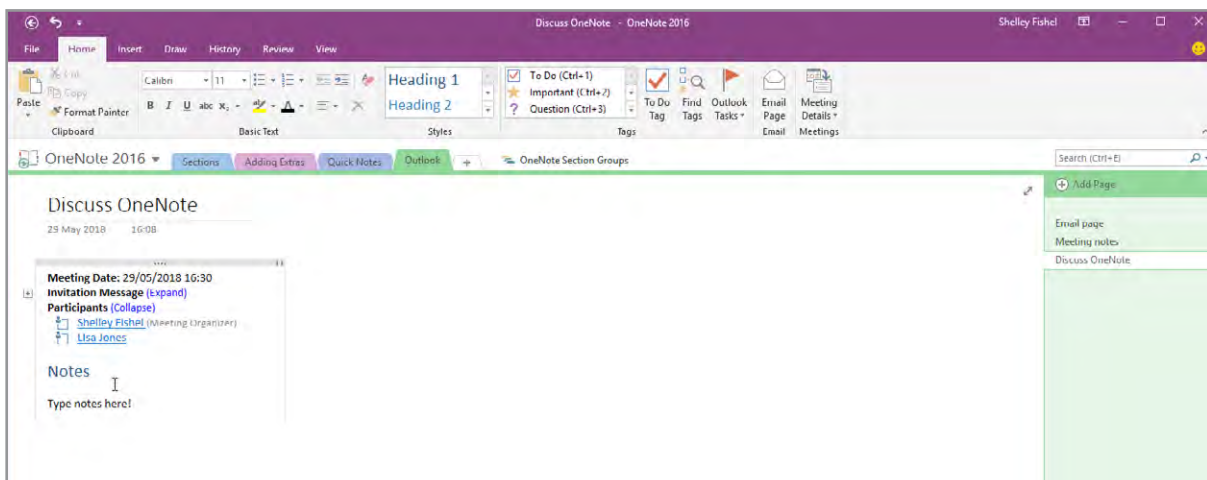 Discuss OneNote - OneNote 2016 Shelley Fishel
File Home Insert Draw History Review View
Cut Calibri 11 Heading 1 To Do (Ctrl+1)
Copy Important (Ctrl+2)
Paste Format Painter B I U abc x₂ A Heading 2 ? Question (Ctrl+3) To Do Tag Find Tags Outlook Tasks Email Page Meeting Details
Clipboard Basic Text Styles Tags Email Meetings
OneNote 2016 Sections Adding Extras Quick Notes Outlook + OneNote Section Groups Search (Ctrl+E)
Add Page
Discuss OneNote
29 May 2018 16:08
Email page
Meeting notes
Discuss OneNote
Meeting Date: 29/05/2018 16:30
Invitation Message (Expand)
Participants (Collapse)
Shelley Fishel (Meeting Organizer)
Lisa Jones
Notes
Type notes here!